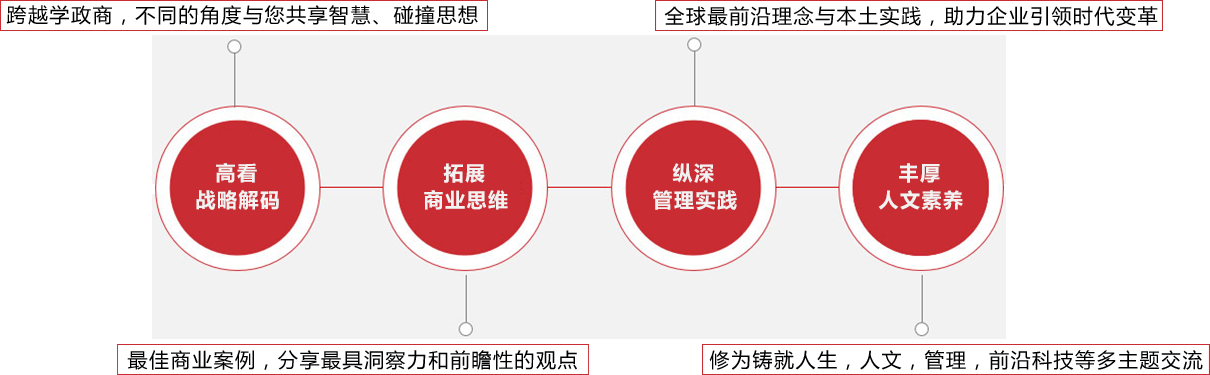 跨越学政商，不同的角度与您共享智慧、碰撞思想
全球最前沿理念与本土实践，助力企业引领时代变革
高看
战略解码
拓展
商业思维
纵深
管理实践
丰厚
人文素养
最佳商业案例，分享最具洞察力和前瞻性的观点
修为铸就人生，人文，管理，前沿科技等多主题交流